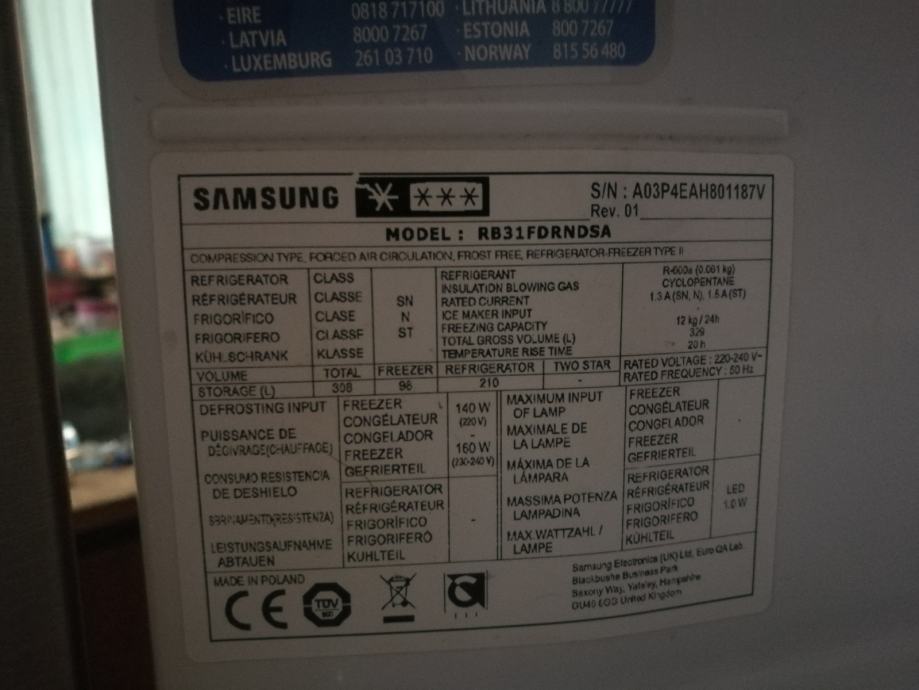 · EIRE 0818 717100 · LITHUANIA 8 800
· LATVIA 8000 7267 · ESTONIA 800 7267
· LUXEMBURG 261 03 710 · NORWAY 815 56 480
SAMSUNG
S/N : A03P4EAH801187V
Rev. 01
MODEL : RB31FDRNDSA
COMPRESSION TYPE, FORCED AIR CIRCULATION, FROST FREE, REFRIGERATOR-FREEZER TYPE II
REFRIGERATOR CLASS
RÉFRIGÉRATEUR CLASSE
FRIGORÍFICO CLASE
FRIGORIFERO CLASSE
KÜHLSCHRANK KLASSE
SN
N
ST
REFRIGERANT R-600a (0.061 kg)
INSULATION BLOWING GAS CYCLOPENTANE
RATED CURRENT 1.3 A (SN, N), 1.5 A (ST)
ICE MAKER INPUT
FREEZING CAPACITY 12 kg / 24h
TOTAL GROSS VOLUME (L) 329
TEMPERATURE RISE TIME 20 h
VOLUME TOTAL FREEZER REFRIGERATOR TWO STAR
STORAGE (L) 308 98 210 -
RATED VOLTAGE : 220-240 V~
RATED FREQUENCY : 50 Hz
DEFROSTING INPUT
PUISSANCE DE
DÉGIVRAGE(CHAUFFAGE)
CONSUMO RESISTENCIA
DE DESHIELO
SBRINAMENTO(RESISTENZA)
LEISTUNGSAUFNAHME
ABTAUEN
FREEZER
CONGÉLATEUR
CONGELADOR
FREEZER
GEFRIERTEIL
140 W
(220 V)
-
160 W
(230-240 V)
REFRIGERATOR
RÉFRIGÉRATEUR
FRIGORÍFICO
FRIGORIFERO
KÜHLTEIL
-
MAXIMUM INPUT
OF LAMP
MAXIMALE DE
LA LAMPE
MÁXIMA DE LA
LÁMPARA
MASSIMA POTENZA
LAMPADINA
MAX.WATTZAHL /
LAMPE
FREEZER
CONGÉLATEUR
CONGELADOR
FREEZER
GEFRIERTEIL
-
REFRIGERATOR
RÉFRIGÉRATEUR
FRIGORÍFICO
FRIGORIFERO
KÜHLTEIL
LED
1.0 W
MADE IN POLAND
CE
TÜV
Samsung Electronics (UK) Ltd, Euro QA Lab.
Blackbushe Business Park
Saxony Way, Yateley, Hampshire
GU46 6GG United Kingdom